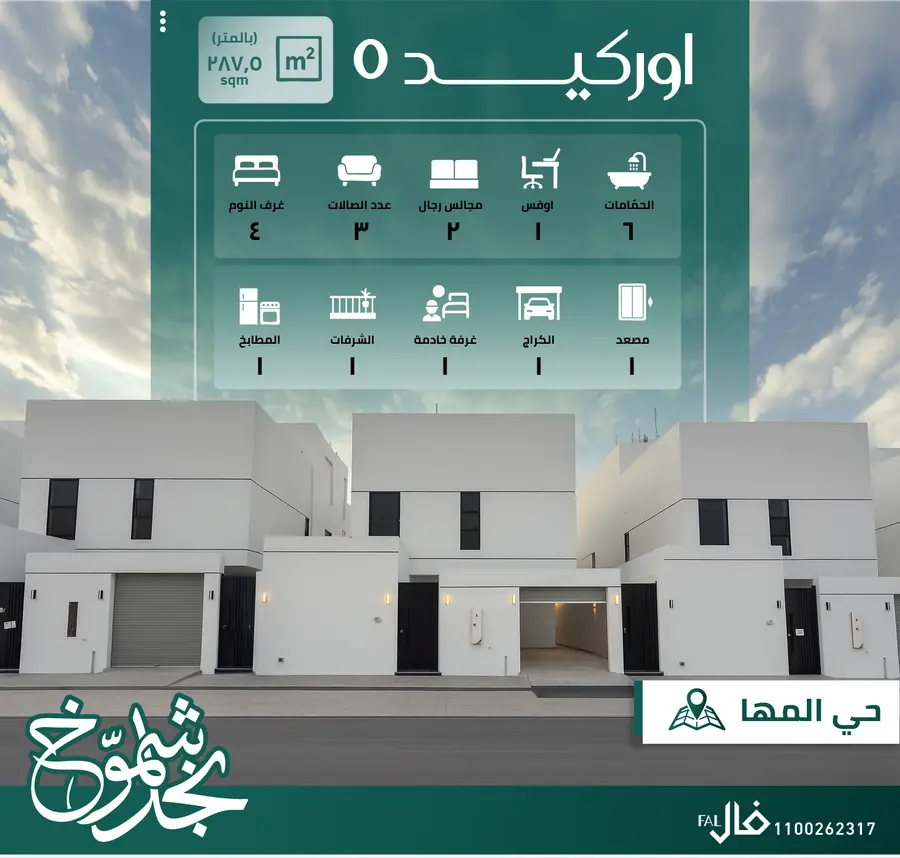 اوركيد ٥
(بالمتر)
٢٨٧,٥
sqm
m²
الحمّامات
٦
اوفس
١
مجالس رجال
٢
عدد الصالات
٣
غرف النوم
٤
مصعد
١
الكراج
١
غرفة خادمة
١
الشرفات
١
المطابخ
١
حي المها
شموخ نجد
فال FAL
1100262317